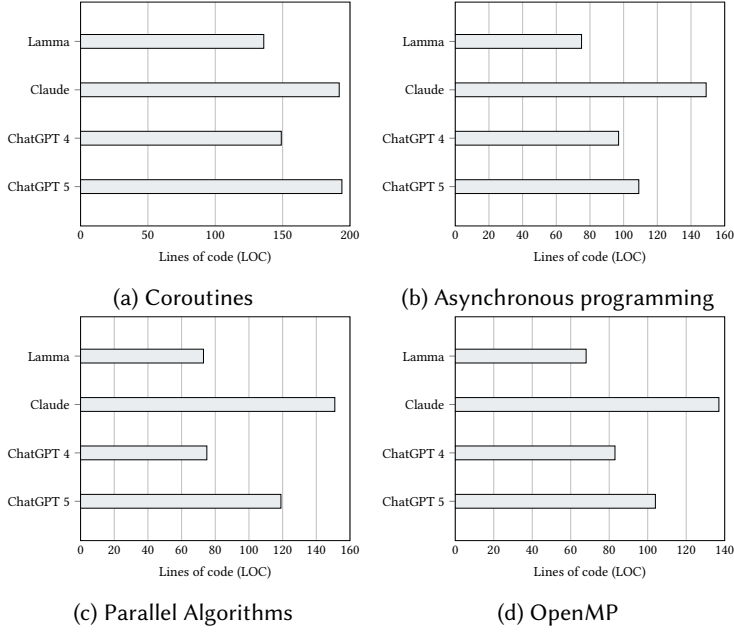 Lamma
Claude
ChatGPT 4
ChatGPT 5
0 50 100 150 200
Lines of code (LOC)
(a) Coroutines
Lamma
Claude
ChatGPT 4
ChatGPT 5
0 20 40 60 80 100 120 140 160
Lines of code (LOC)
(b) Asynchronous programming
Lamma
Claude
ChatGPT 4
ChatGPT 5
0 20 40 60 80 100 120 140 160
Lines of code (LOC)
(c) Parallel Algorithms
Lamma
Claude
ChatGPT 4
ChatGPT 5
0 20 40 60 80 100 120 140
Lines of code (LOC)
(d) OpenMP